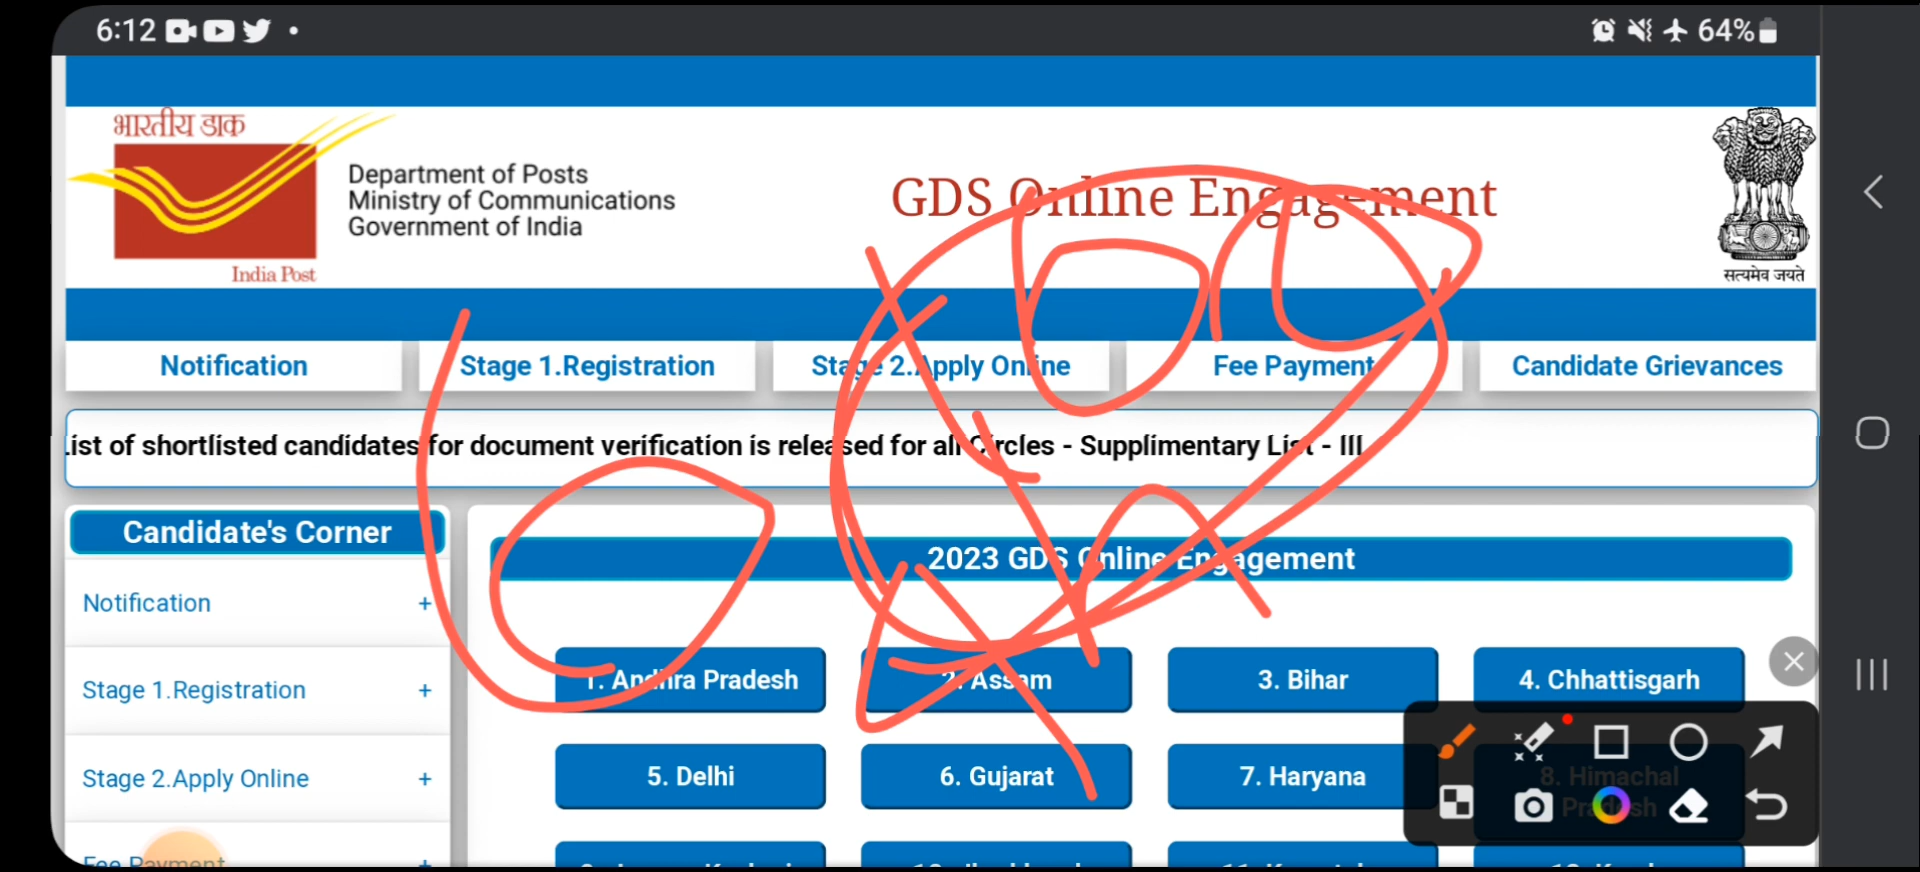 6:12
64%
भारतीय डाक
India Post
Department of Posts
Ministry of Communications
Government of India
GDS Online Engagement
सत्यमेव जयते
Notification
Stage 1.Registration
Stage 2.Apply Online
Fee Payment
Candidate Grievances
ist of shortlisted candidates for document verification is released for all Circles - Supplimentary List - III
Candidate's Corner
Notification +
Stage 1.Registration +
Stage 2.Apply Online +
Fee Payment +
2023 GDS Online Engagement
1. Andhra Pradesh
2. Assam
3. Bihar
4. Chhattisgarh
5. Delhi
6. Gujarat
7. Haryana
8. Himachal
Pradesh